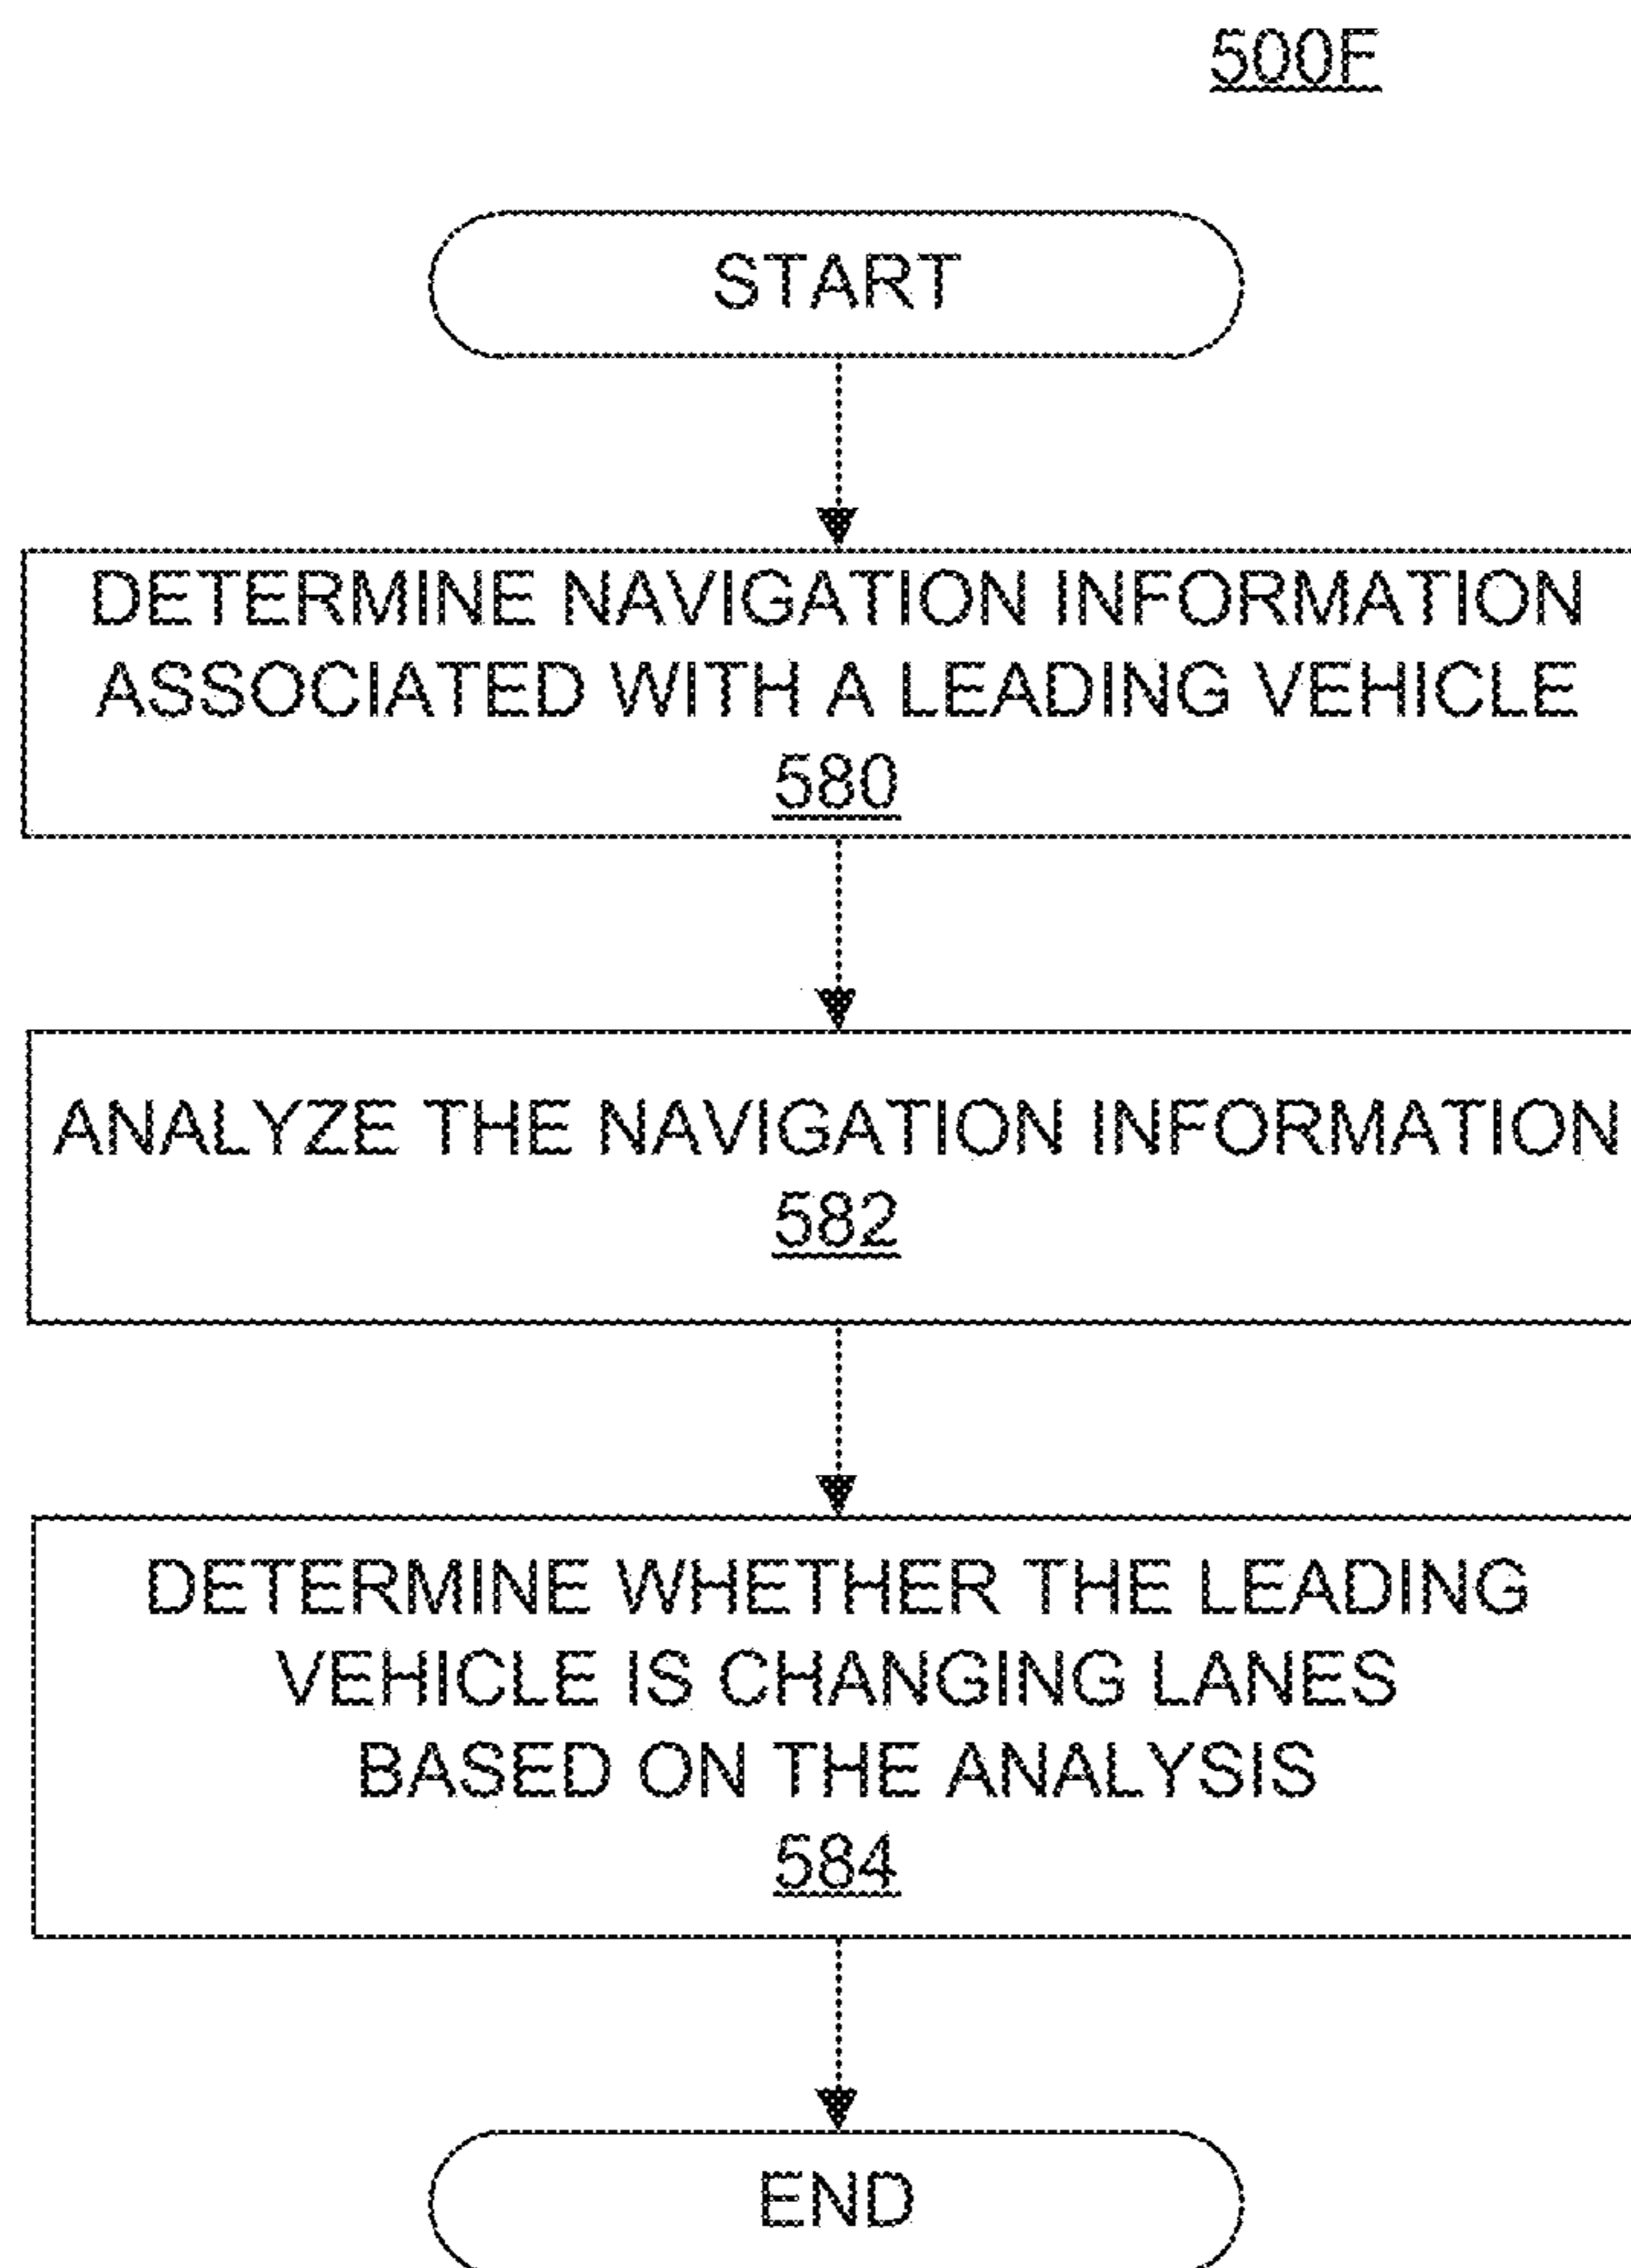 500F
START
DETERMINE NAVIGATION INFORMATION
ASSOCIATED WITH A LEADING VEHICLE
580
ANALYZE THE NAVIGATION INFORMATION
582
DETERMINE WHETHER THE LEADING
VEHICLE IS CHANGING LANES
BASED ON THE ANALYSIS
584
END